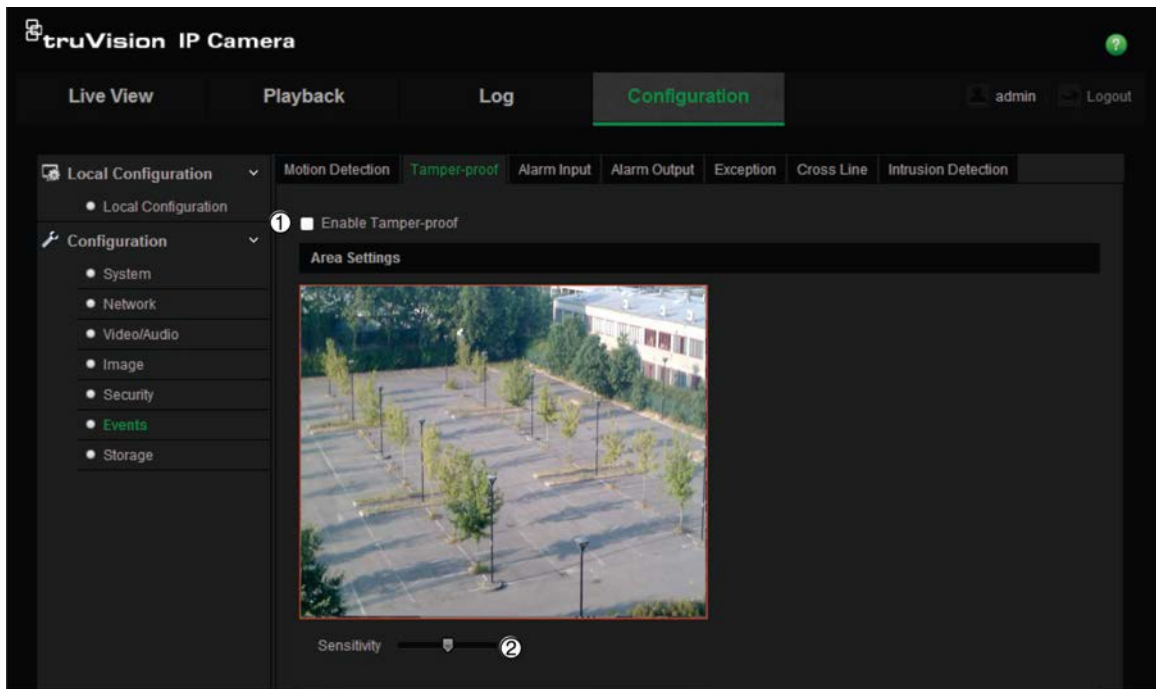 truVision IP Camera
?
Live View Playback Log Configuration admin Logout
Motion Detection Tamper-proof Alarm Input Alarm Output Exception Cross Line Intrusion Detection
Local Configuration
Local Configuration
Configuration
System
Network
Video/Audio
Image
Security
Events
Storage
① Enable Tamper-proof
Area Settings
Sensitivity ②